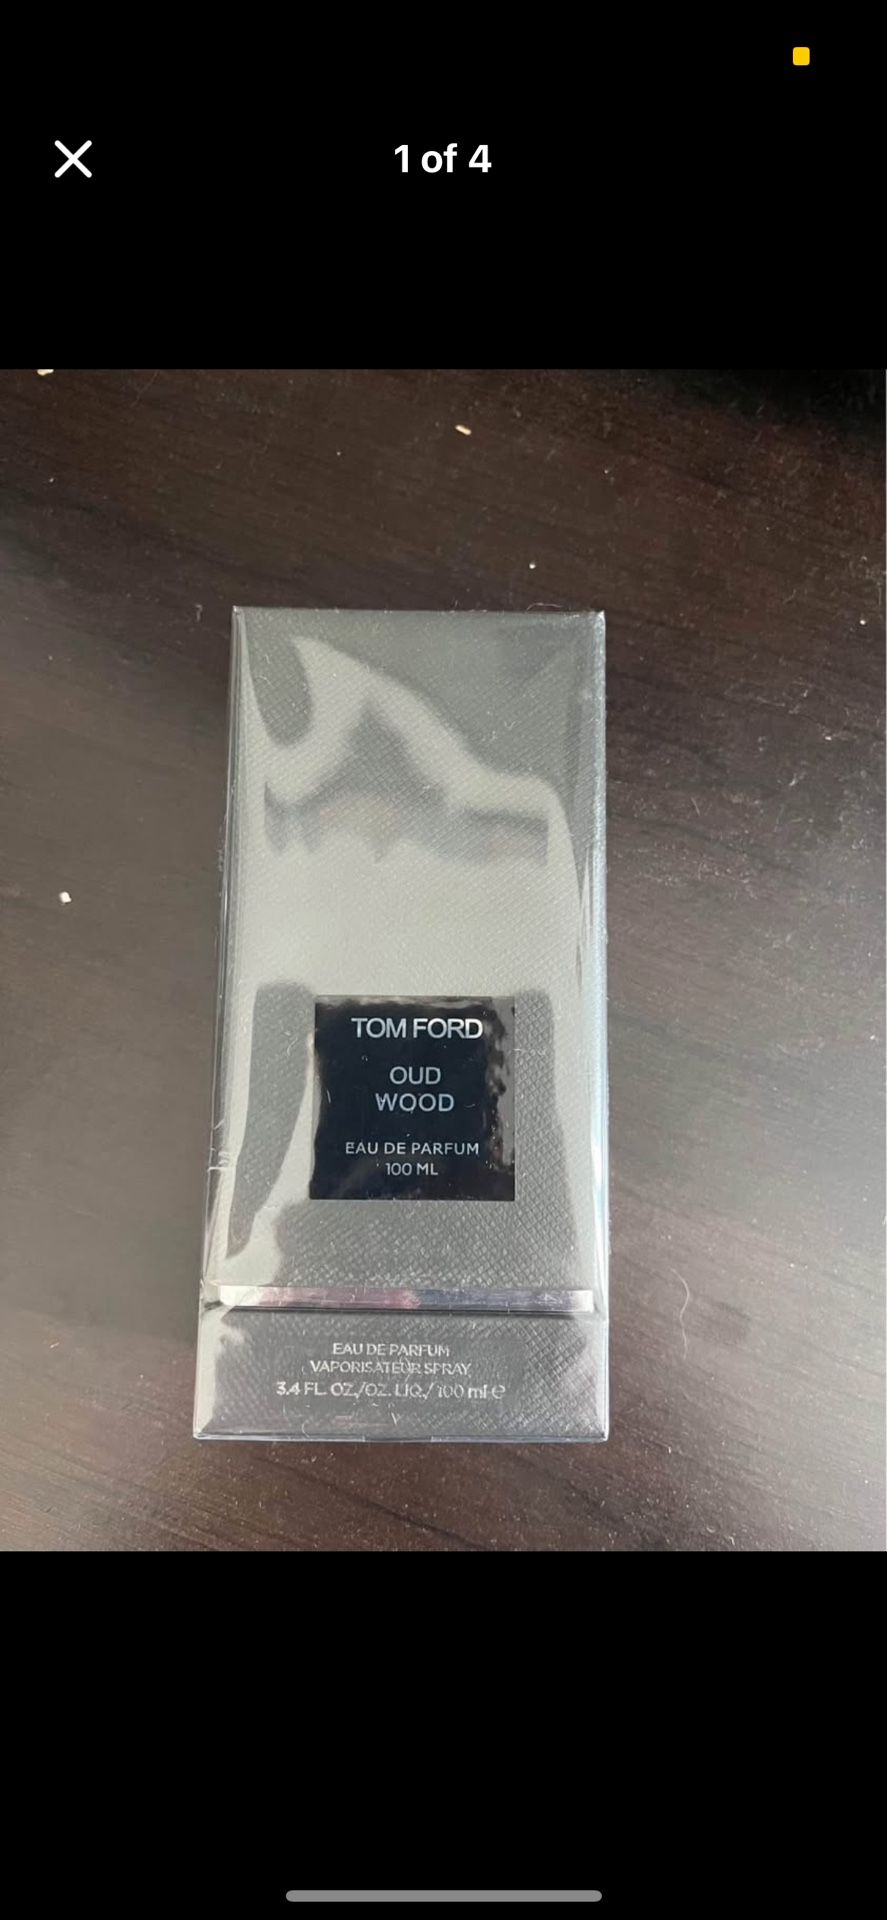 1 of 4
TOM FORD
OUD
WOOD
EAU DE PARFUM
100 ML
EAU DE PARFUM
VAPORISATEUR SPRAY
3.4 FL. OZ./OZ. LIQ./ 100 ml e